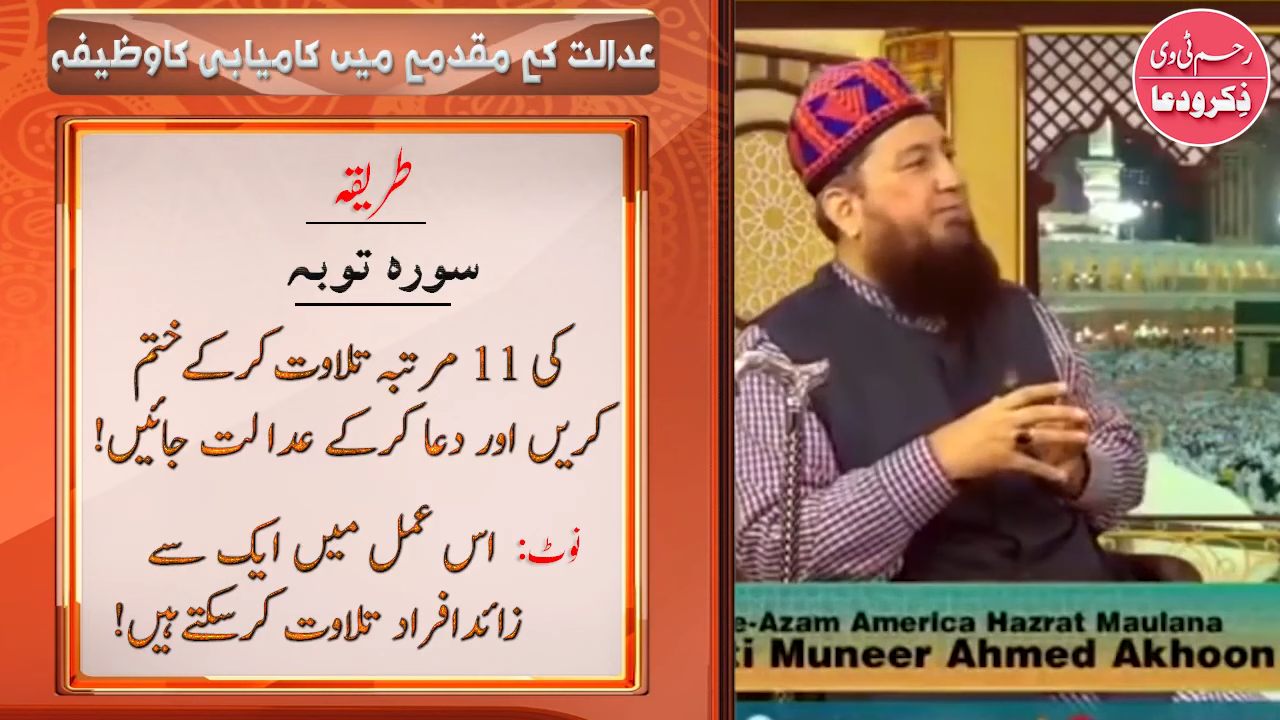 عدالت کے مقدمے میں کامیابی کا وظیفہ
طریقہ
سورہ توبہ
کی 11 مرتبہ تلاوت کر کے ختم
کریں اور دعا کر کے عدالت جائیں!
نوٹ: اس عمل میں ایک سے
زائد افراد تلاوت کر سکتے ہیں!
رحم ٹی وی
ذِکر و دعا
e-Azam America Hazrat Maulana
ti Muneer Ahmed Akhoon